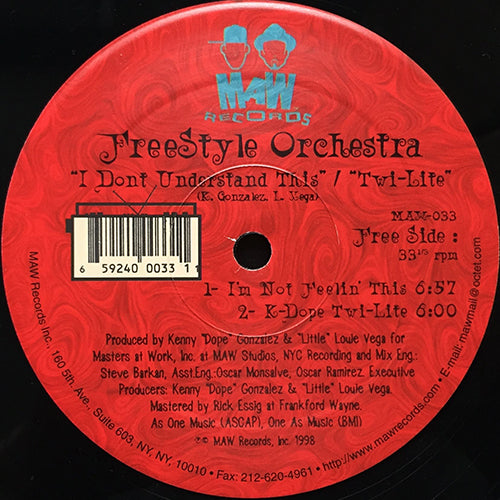 MAW
RECORDS
FreeStyle Orchestra
"I Dont Understand This" / "Twi-Lite"
(K. Gonzalez, L. Vega)
MAW-033
Free Side :
33 1/3 rpm
6 59240 0033 1
1- I'm Not Feelin' This 6:57
2- K-Dope Twi-Lite 6:00
Produced by Kenny "Dope" Gonzalez & "Little" Louie Vega for
Masters at Work, Inc. at MAW Studios, NYC Recording and Mix Eng.:
Steve Barkan, Asst.Eng.:Oscar Monsalve, Oscar Ramirez. Executive
Producers: Kenny "Dope" Gonzalez & "Little" Louie Vega.
Mastered by Rick Essig at Frankford Wayne.
As One Music (ASCAP), One As Music (BMI)
℗© MAW Records, Inc. 1998
MAW Records Inc. 160 5th. Ave., Suite 603, NY, NY, 10010 • Fax: 212-620-4961 • http://www.mawrecords.com • E-mail: mawmail@octet.com